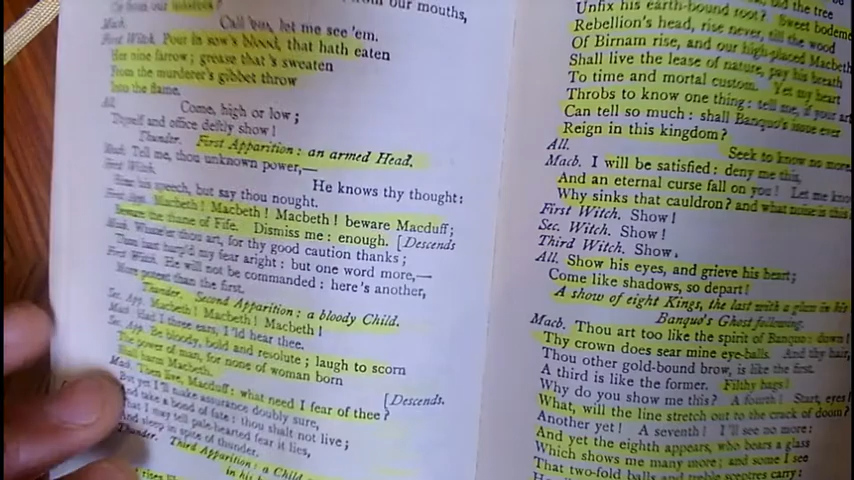 from our mouths,
Or from our masters?
Macb. Call 'em, let me see 'em.
First Witch. Pour in sow's blood, that hath eaten
Her nine farrow; grease that's sweaten
From the murderer's gibbet throw
Into the flame.
All. Come, high or low;
Thyself and office deftly show!
Thunder. First Apparition: an armed Head.
Macb. Tell me, thou unknown power,—
First Witch. He knows thy thought:
Hear his speech, but say thou nought.
First App. Macbeth! Macbeth! Macbeth! beware Macduff;
beware the thane of Fife. Dismiss me: enough. [Descends
Macb. Whate'er thou art, for thy good caution thanks;
Thou hast harp'd my fear aright: but one word more,—
First Witch. He will not be commanded: here's another,
More potent than the first.
Thunder. Second Apparition: a bloody Child.
Sec. App. Macbeth! Macbeth! Macbeth!
Macb. Had I three ears, I'ld hear thee.
Sec. App. Be bloody, bold and resolute; laugh to scorn
The power of man, for none of woman born
Shall harm Macbeth. [Descends.
Macb. Then live, Macduff: what need I fear of thee?
But yet I'll make assurance double sure,
And take a bond of fate: thou shalt not live;
That I may tell pale-hearted fear it lies,
And sleep in spite of thunder.
Thunder. Third Apparition: a Child
in his
rises
the tree
Unfix his earth-bound root? Sweet bodeme
Rebellion's head, rise never, till the wood
Of Birnam rise, and our high-placed Macbeth
Shall live the lease of nature, pay his breath
To time and mortal custom. Yet my heart
Throbs to know one thing: tell me, if your art
Can tell so much: shall Banquo's issue ever
Reign in this kingdom?
All. Seek to know no more.
Macb. I will be satisfied: deny me this,
And an eternal curse fall on you! Let me know
Why sinks that cauldron? and what noise is this
First Witch. Show!
Sec. Witch. Show!
Third Witch. Show.
All. Show his eyes, and grieve his heart;
Come like shadows, so depart!
A show of eight Kings, the last with a glass in his
Banquo's Ghost following.
Macb. Thou art too like the spirit of Banquo: down!
Thy crown does sear mine eye-balls. And thy hair,
Thou other gold-bound brow, is like the first.
A third is like the former. Filthy hags!
Why do you show me this? A fourth! Start, eyes!
What, will the line stretch out to the crack of doom?
Another yet! A seventh! I'll see no more:
And yet the eighth appears, who bears a glass
Which shows me many more; and some I see
That two-fold balls and treble sceptres carry: